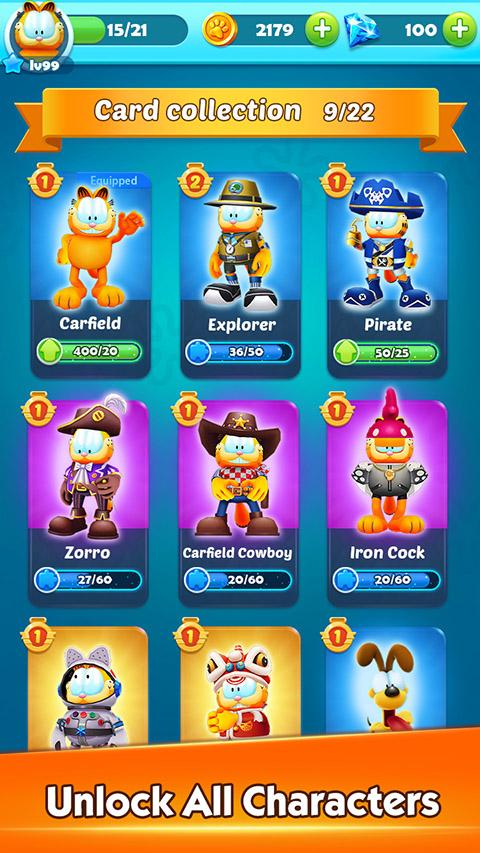 15/21 2179 100
lv99
Card collection 9/22
1 Equipped 2 1
Carfield Explorer Pirate
400/20 36/50 50/25
1 1 1
Zorro Carfield Cowboy Iron Cock
27/60 20/60 20/60
1 1 1
Unlock All Characters